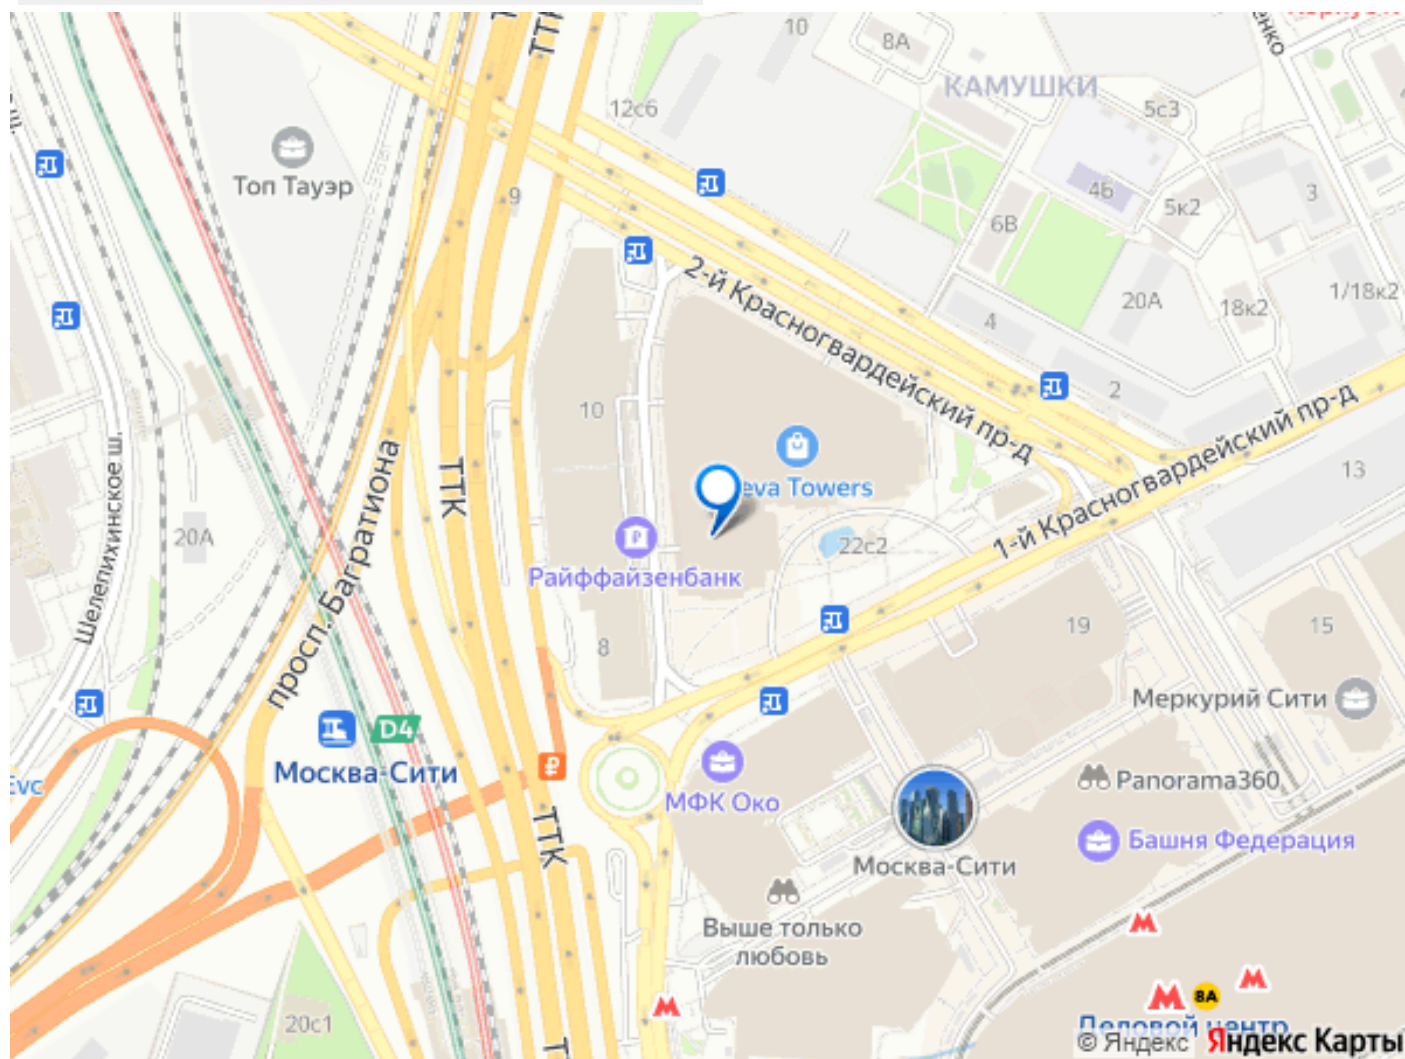 10
8А
КАМУШКИ
12с6
5с3
Топ Тауэр
9
4Б
5к2
3
6В
2-й Красногвардейский пр-д
20А
18к2
1/18к2
4
2
10
1-й Красногвардейский пр-д
13
eva Towers
ТТК
просп. Багратиона
Шелепихинское ш.
20А
22с2
Райффайзенбанк
8
19
15
Меркурий Сити
D4
Москва-Сити
₽
МФК Око
Panorama360
Башня Федерация
ТТК
Москва-Сити
Выше только
любовь
8А
Деловой центр
20с1
© Яндекс Яндекс Карты